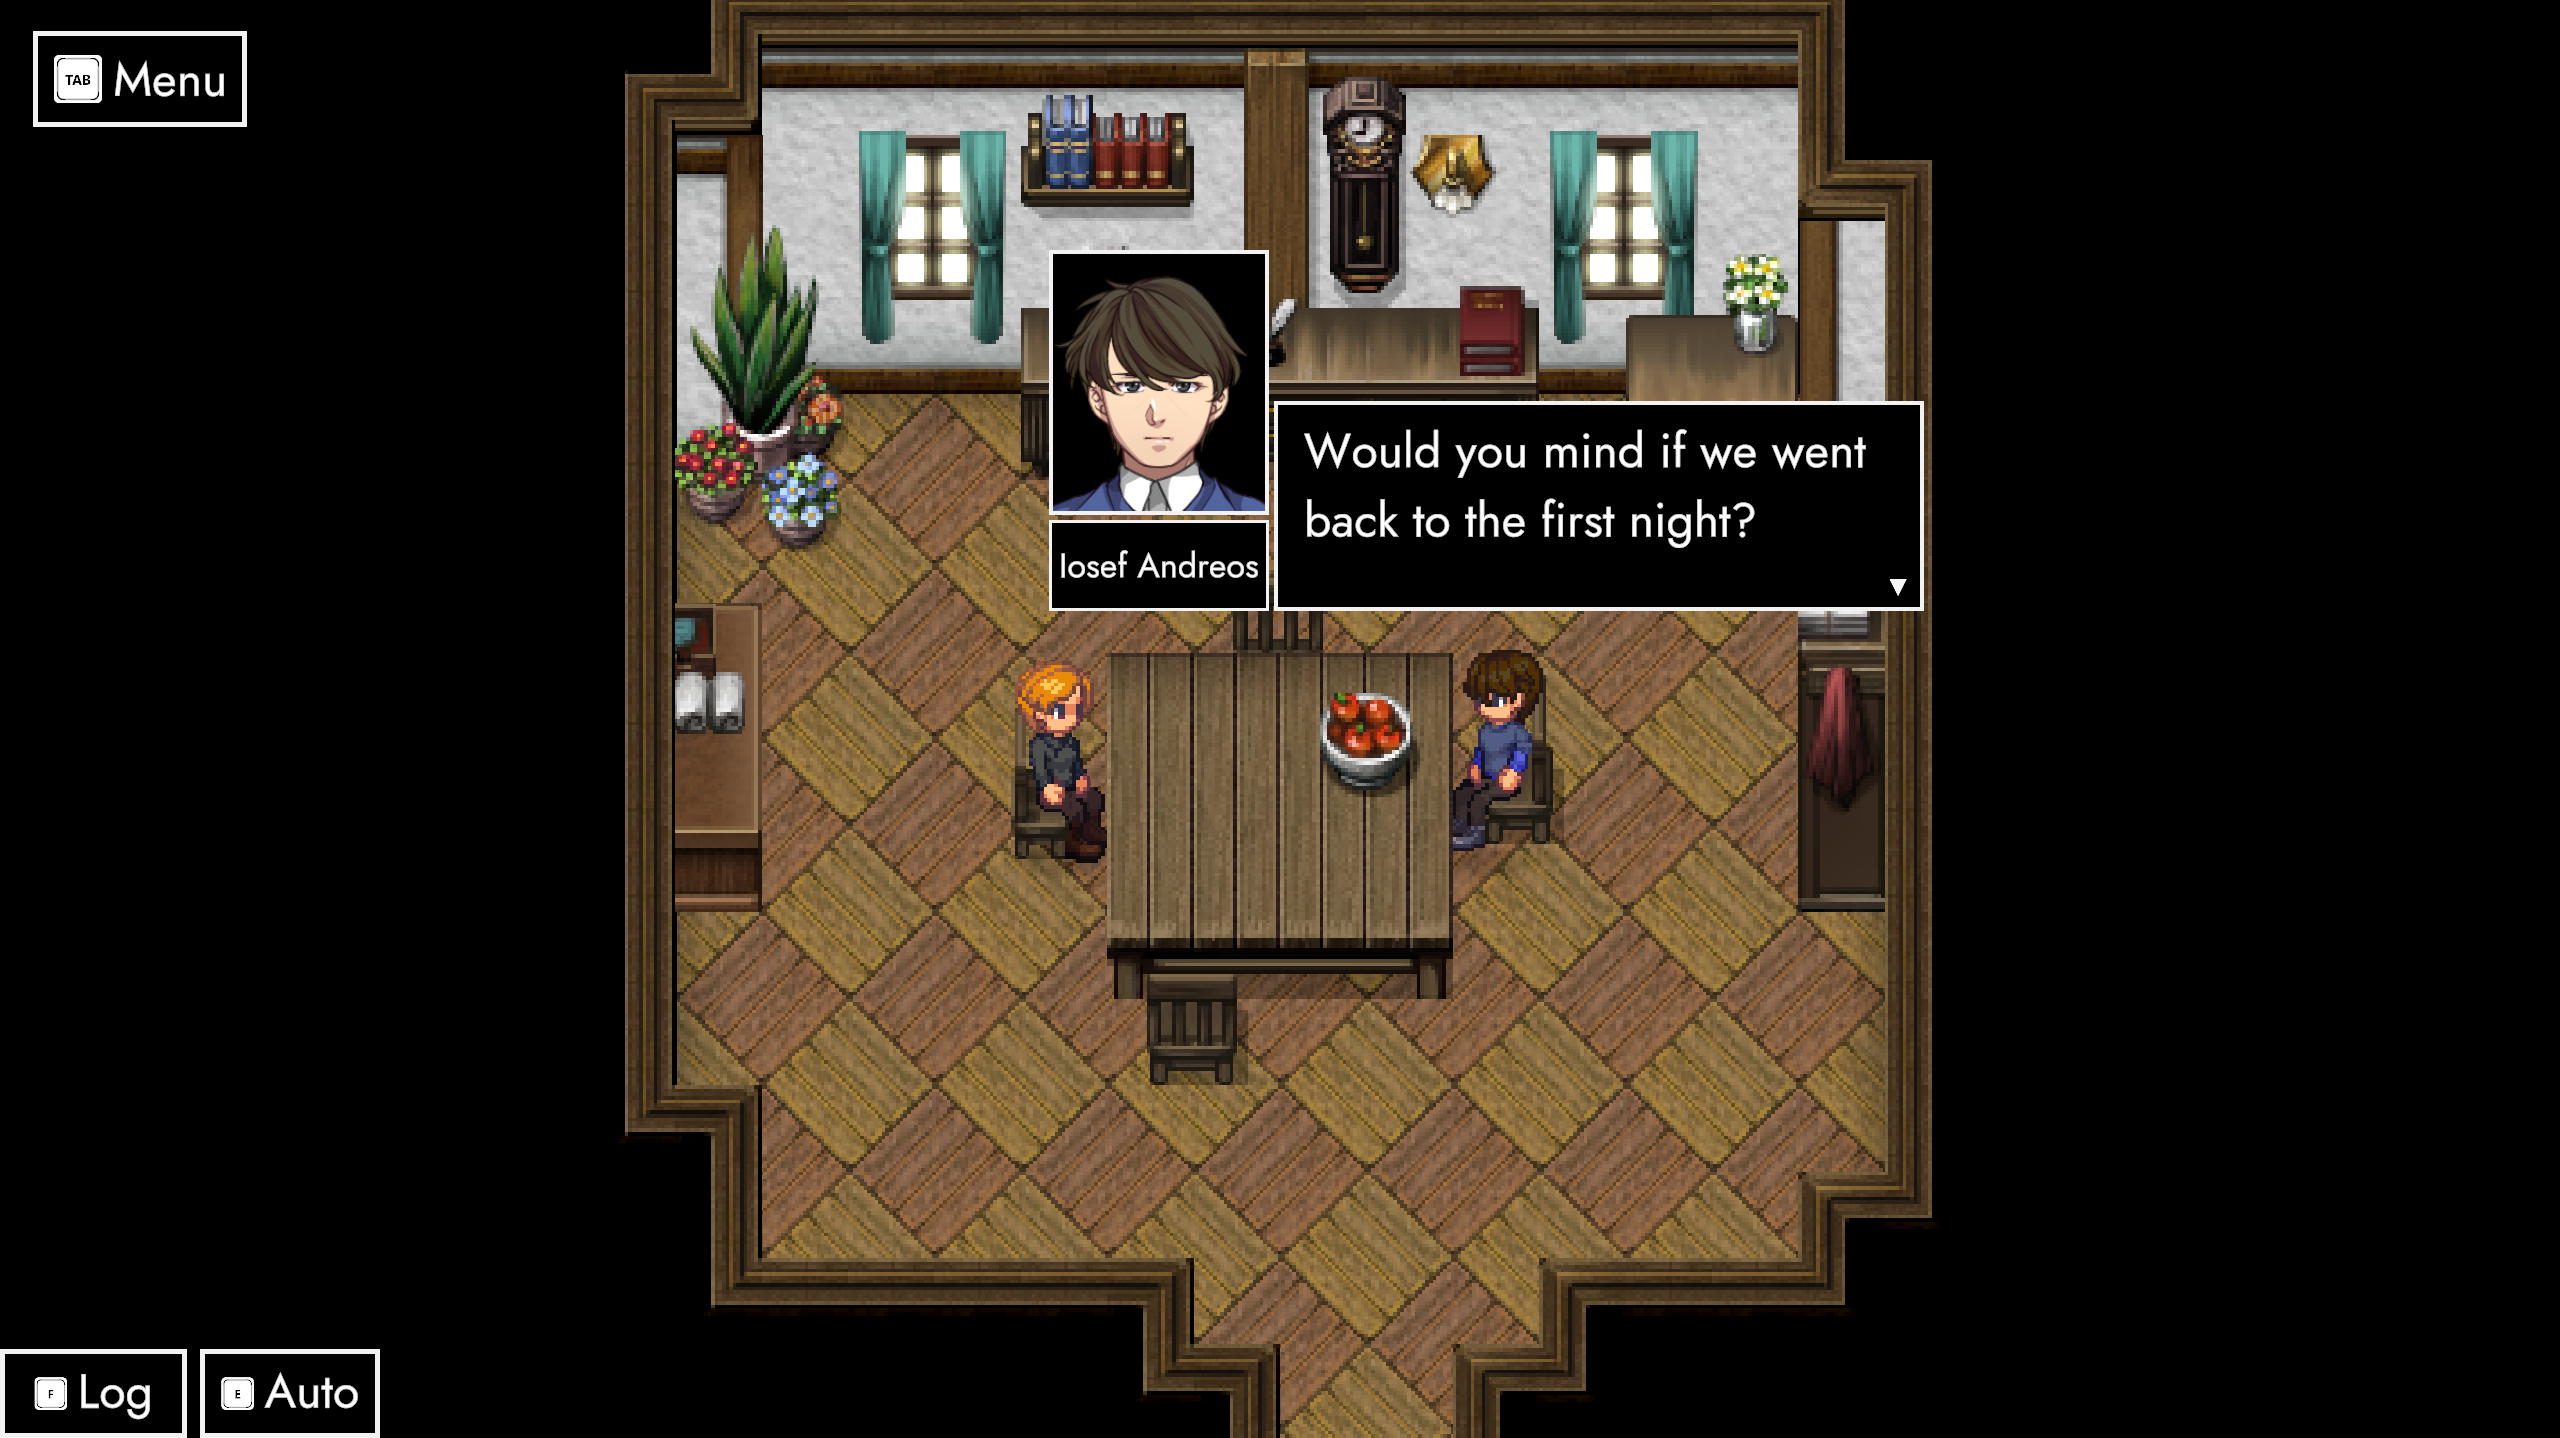 TAB Menu
Would you mind if we went
back to the first night?
Iosef Andreos
F Log
E Auto